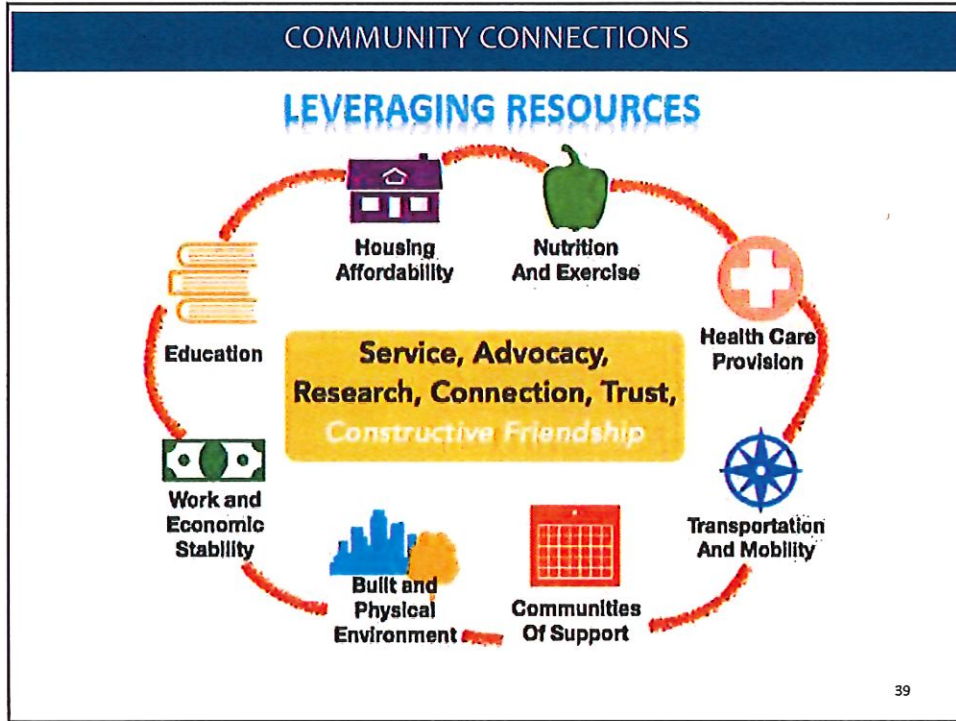 COMMUNITY CONNECTIONS
LEVERAGING RESOURCES
Housing
Affordability
Nutrition
And Exercise
Health Care
Provision
Education
Service, Advocacy,
Research, Connection, Trust,
Constructive Friendship
Work and
Economic
Stability
Transportation
And Mobility
Built and
Physical
Environment
Communities
Of Support
39